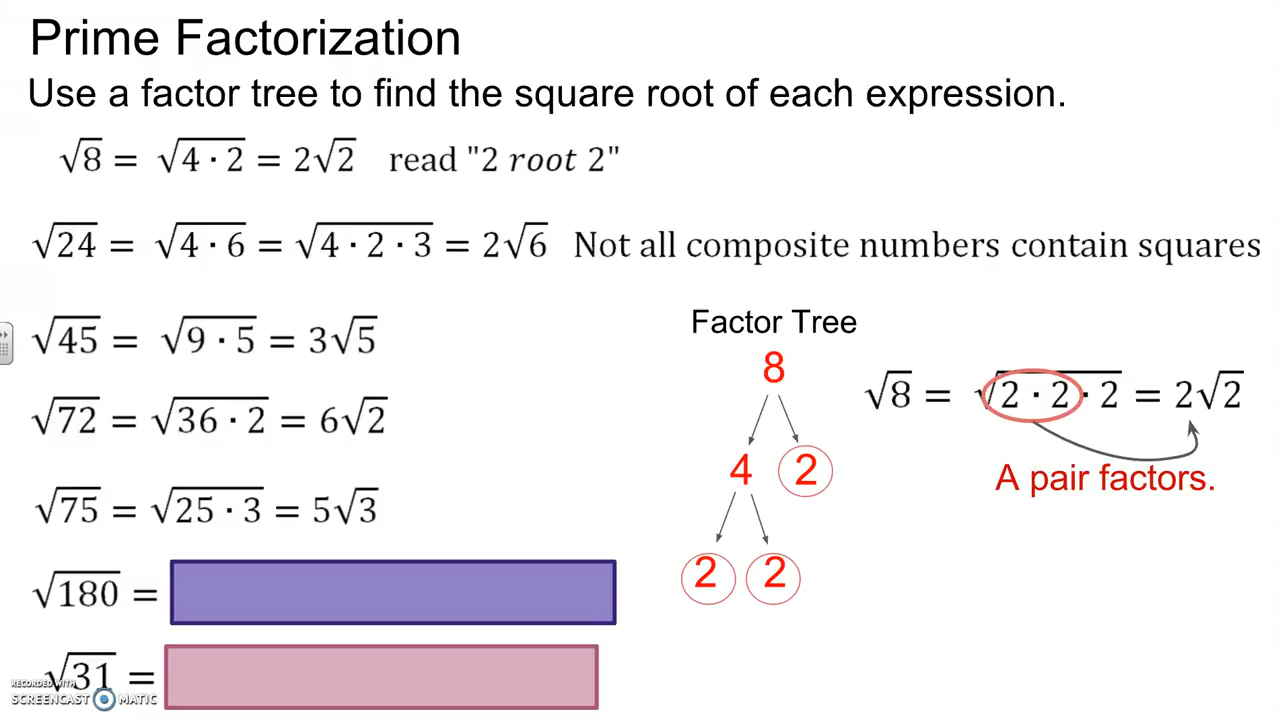 Prime Factorization
Use a factor tree to find the square root of each expression.
√8 = √4 · 2 = 2√2 read "2 root 2"
√24 = √4 · 6 = √4 · 2 · 3 = 2√6 Not all composite numbers contain squares
√45 = √9 · 5 = 3√5
√72 = √36 · 2 = 6√2
√75 = √25 · 3 = 5√3
√180 =
√31 =
Factor Tree
8
4 2
2 2
√8 = √2 · 2 · 2 = 2√2
A pair factors.
RECORDED WITH
SCREENCAST MATIC